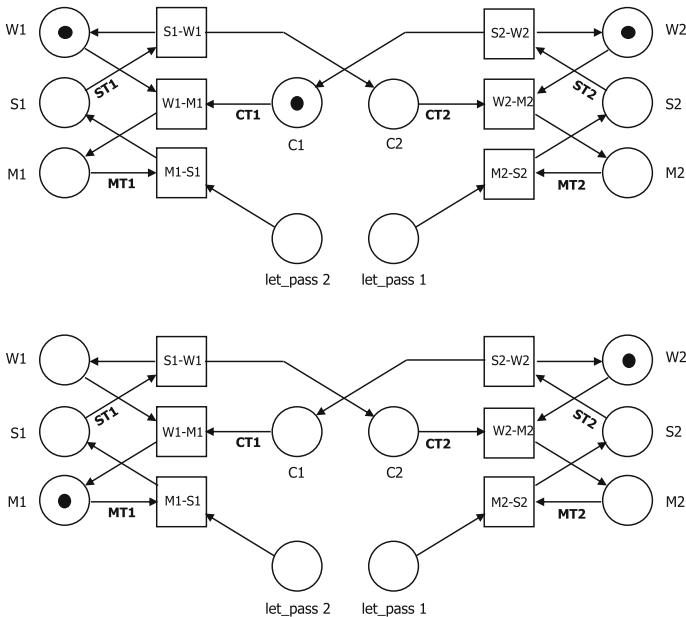 W1
S1-W1
S2-W2
W2
S1
ST1
W1-M1
CT1
C1
C2
CT2
W2-M2
ST2
S2
M1
MT1
M1-S1
M2-S2
MT2
M2
let_pass 2
let_pass 1
W1
S1-W1
S2-W2
W2
S1
ST1
W1-M1
CT1
C1
C2
CT2
W2-M2
ST2
S2
M1
MT1
M1-S1
M2-S2
MT2
M2
let_pass 2
let_pass 1